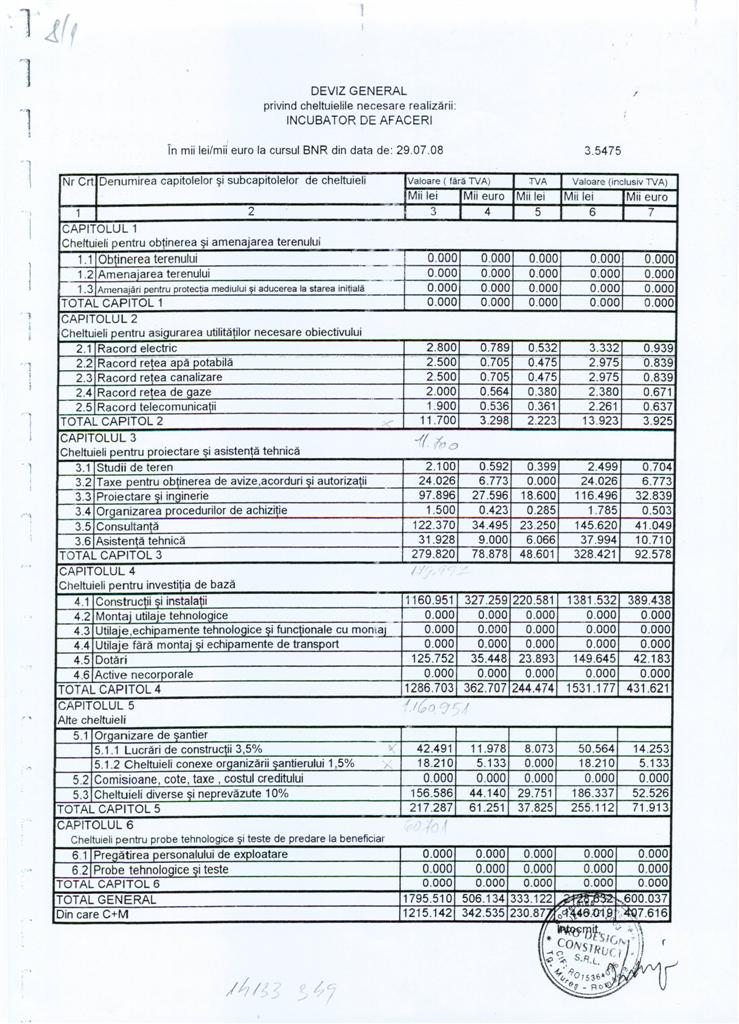 8/1
DEVIZ GENERAL
privind cheltuielile necesare realizării:
INCUBATOR DE AFACERI
În mii lei/mii euro la cursul BNR din data de: 29.07.08 3.5475
Nr Crt. Denumirea capitolelor şi subcapitolelor de cheltuieli Valoare ( fără TVA) TVA Valoare (inclusiv TVA)
Mii lei Mii euro Mii lei Mii lei Mii euro
1 2 3 4 5 6 7
CAPITOLUL 1
Cheltuieli pentru obţinerea şi amenajarea terenului
1.1 Obţinerea terenului 0.000 0.000 0.000 0.000 0.000
1.2 Amenajarea terenului 0.000 0.000 0.000 0.000 0.000
1.3 Amenajări pentru protecţia mediului şi aducerea la starea iniţială 0.000 0.000 0.000 0.000 0.000
TOTAL CAPITOL 1 0.000 0.000 0.000 0.000 0.000
CAPITOLUL 2
Cheltuieli pentru asigurarea utilităţilor necesare obiectivului
2.1 Racord electric 2.800 0.789 0.532 3.332 0.939
2.2 Racord reţea apă potabilă 2.500 0.705 0.475 2.975 0.839
2.3 Racord reţea canalizare 2.500 0.705 0.475 2.975 0.839
2.4 Racord reţea de gaze 2.000 0.564 0.380 2.380 0.671
2.5 Racord telecomunicaţii 1.900 0.536 0.361 2.261 0.637
TOTAL CAPITOL 2 x 11.700 3.298 2.223 13.923 3.925
CAPITOLUL 3 11.700
Cheltuieli pentru proiectare şi asistenţă tehnică
3.1 Studii de teren 2.100 0.592 0.399 2.499 0.704
3.2 Taxe pentru obţinerea de avize,acorduri şi autorizaţii 24.026 6.773 0.000 24.026 6.773
3.3 Proiectare şi inginerie 97.896 27.596 18.600 116.496 32.839
3.4 Organizarea procedurilor de achiziţie 1.500 0.423 0.285 1.785 0.503
3.5 Consultanţă 122.370 34.495 23.250 145.620 41.049
3.6 Asistenţă tehnică 31.928 9.000 6.066 37.994 10.710
TOTAL CAPITOL 3 279.820 78.878 48.601 328.421 92.578
CAPITOLUL 4
Cheltuieli pentru investiţia de bază
4.1 Construcţii şi instalaţii 1160.951 327.259 220.581 1381.532 389.438
4.2 Montaj utilaje tehnologice 0.000 0.000 0.000 0.000 0.000
4.3 Utilaje,echipamente tehnologice şi funcţionale cu montaj 0.000 0.000 0.000 0.000 0.000
4.4 Utilaje fără montaj şi echipamente de transport 0.000 0.000 0.000 0.000 0.000
4.5 Dotări 125.752 35.448 23.893 149.645 42.183
4.6 Active necorporale 0.000 0.000 0.000 0.000 0.000
TOTAL CAPITOL 4 1286.703 362.707 244.474 1531.177 431.621
CAPITOLUL 5 1.160.951
Alte cheltuieli
5.1 Organizare de şantier
5.1.1 Lucrări de construcţii 3,5% x 42.491 11.978 8.073 50.564 14.253
5.1.2 Cheltuieli conexe organizării şantierului 1,5% x 18.210 5.133 0.000 18.210 5.133
5.2 Comisioane, cote, taxe , costul creditului 0.000 0.000 0.000 0.000 0.000
5.3 Cheltuieli diverse şi neprevăzute 10% 156.586 44.140 29.751 186.337 52.526
TOTAL CAPITOL 5 217.287 61.251 37.825 255.112 71.913
CAPITOLUL 6 60.701
Cheltuieli pentru probe tehnologice şi teste de predare la beneficiar
6.1 Pregătirea personalului de exploatare 0.000 0.000 0.000 0.000 0.000
6.2 Probe tehnologice şi teste 0.000 0.000 0.000 0.000 0.000
TOTAL CAPITOL 6 0.000 0.000 0.000 0.000 0.000
TOTAL GENERAL 1795.510 506.134 333.122 2128.632 600.037
Din care C+M 1215.142 342.535 230.877 1446.019 407.616
Întocmit,
PRO DESIGN
CONSTRUCT
S.R.L.
Tg. Mureş - România